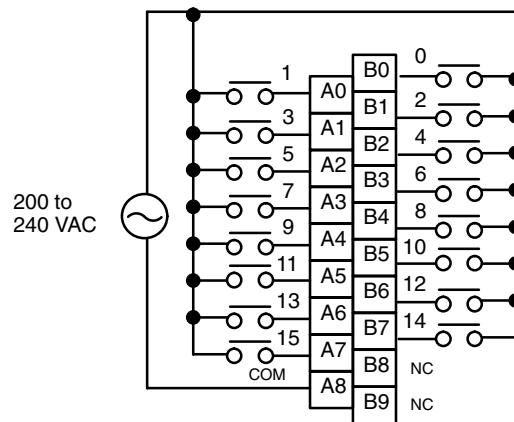 B0 0
1 A0 B1 2
3 A1 B2 4
5 A2 B3 6
7 A3 B4 8
200 to
240 VAC
9 A4 B5 10
11 A5 B6 12
13 A6 B7 14
15 A7 B8 NC
COM A8 B9 NC